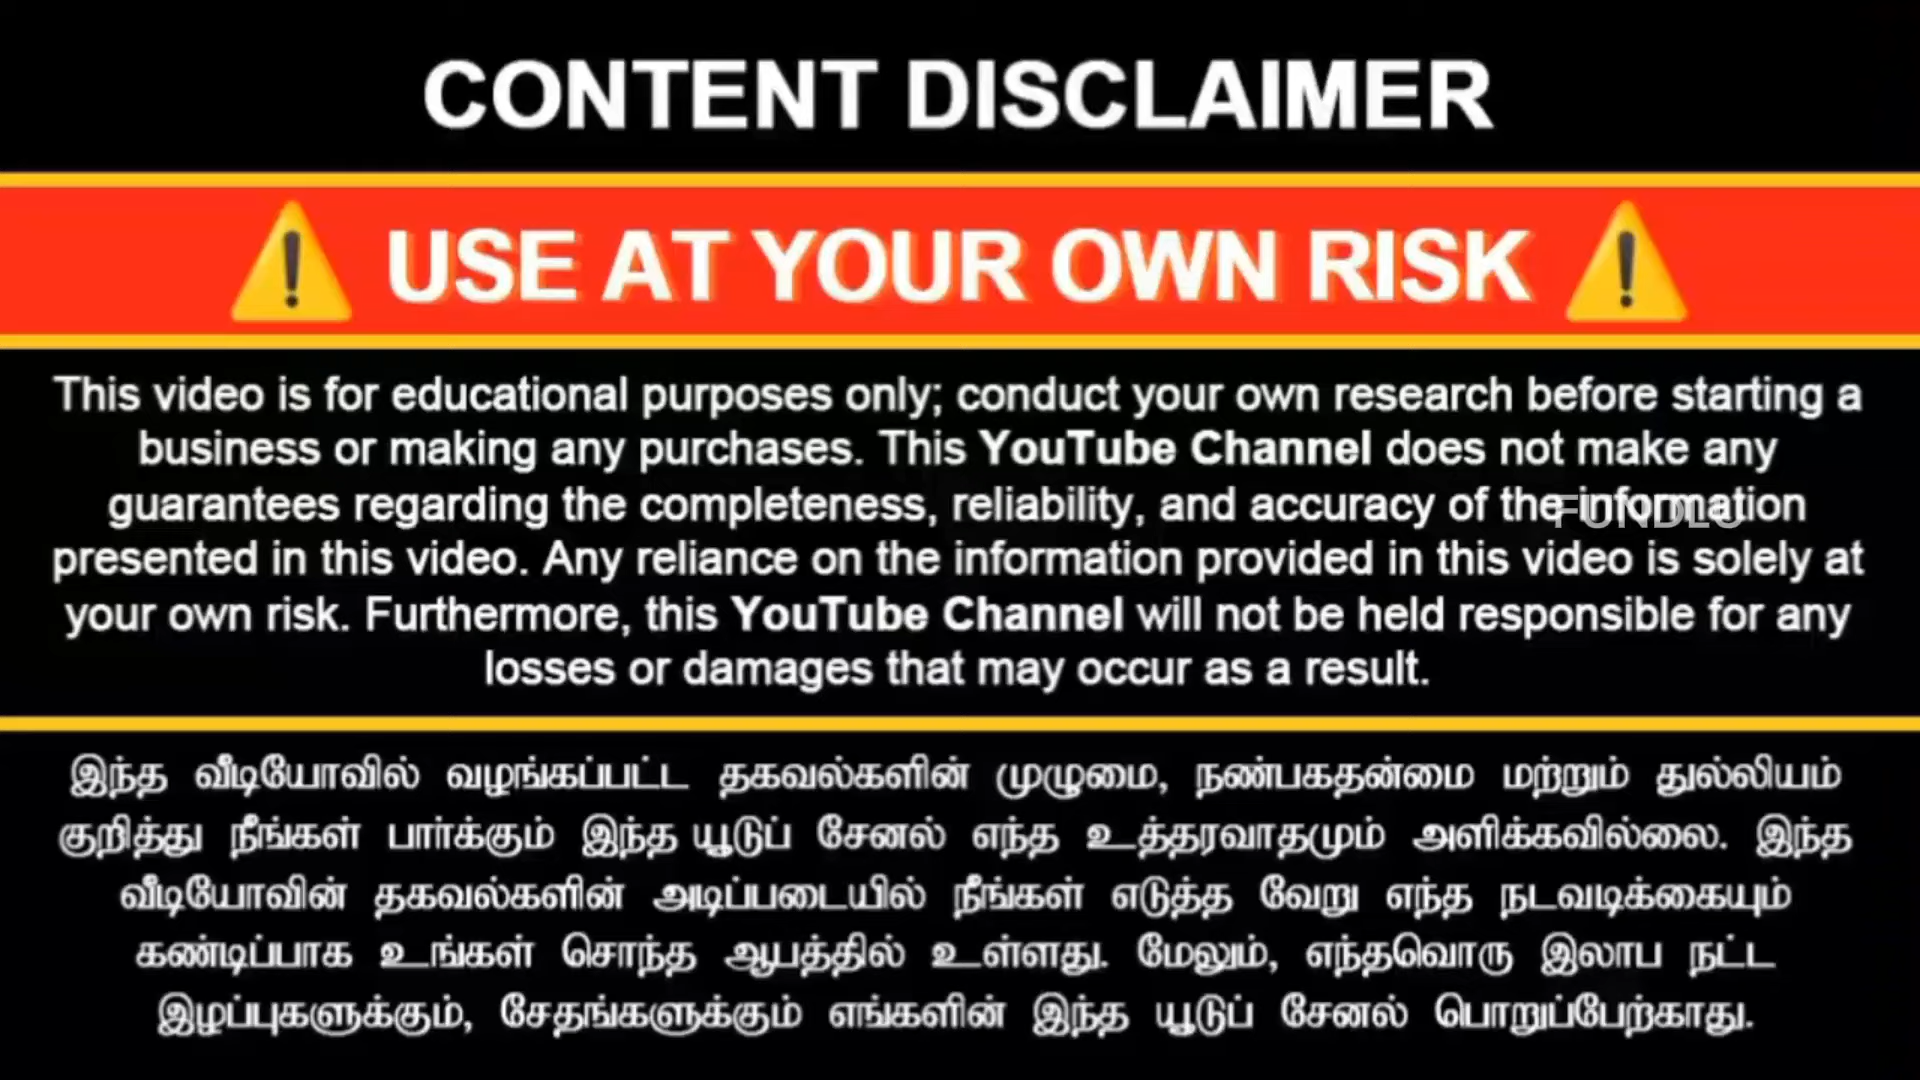 CONTENT DISCLAIMER
⚠ USE AT YOUR OWN RISK ⚠
This video is for educational purposes only; conduct your own research before starting a
business or making any purchases. This YouTube Channel does not make any
guarantees regarding the completeness, reliability, and accuracy of the information
FUNDLU
presented in this video. Any reliance on the information provided in this video is solely at
your own risk. Furthermore, this YouTube Channel will not be held responsible for any
losses or damages that may occur as a result.
இந்த வீடியோவில் வழங்கப்பட்ட தகவல்களின் முழுமை, நண்பகதன்மை மற்றும் துல்லியம்
குறித்து நீங்கள் பார்க்கும் இந்த யூடுப் சேனல் எந்த உத்தரவாதமும் அளிக்கவில்லை. இந்த
வீடியோவின் தகவல்களின் அடிப்படையில் நீங்கள் எடுத்த வேறு எந்த நடவடிக்கையும்
கண்டிப்பாக உங்கள் சொந்த ஆபத்தில் உள்ளது. மேலும், எந்தவொரு இலாப நட்ட
இழப்புகளுக்கும், சேதங்களுக்கும் எங்களின் இந்த யூடுப் சேனல் பொறுப்பேற்காது.